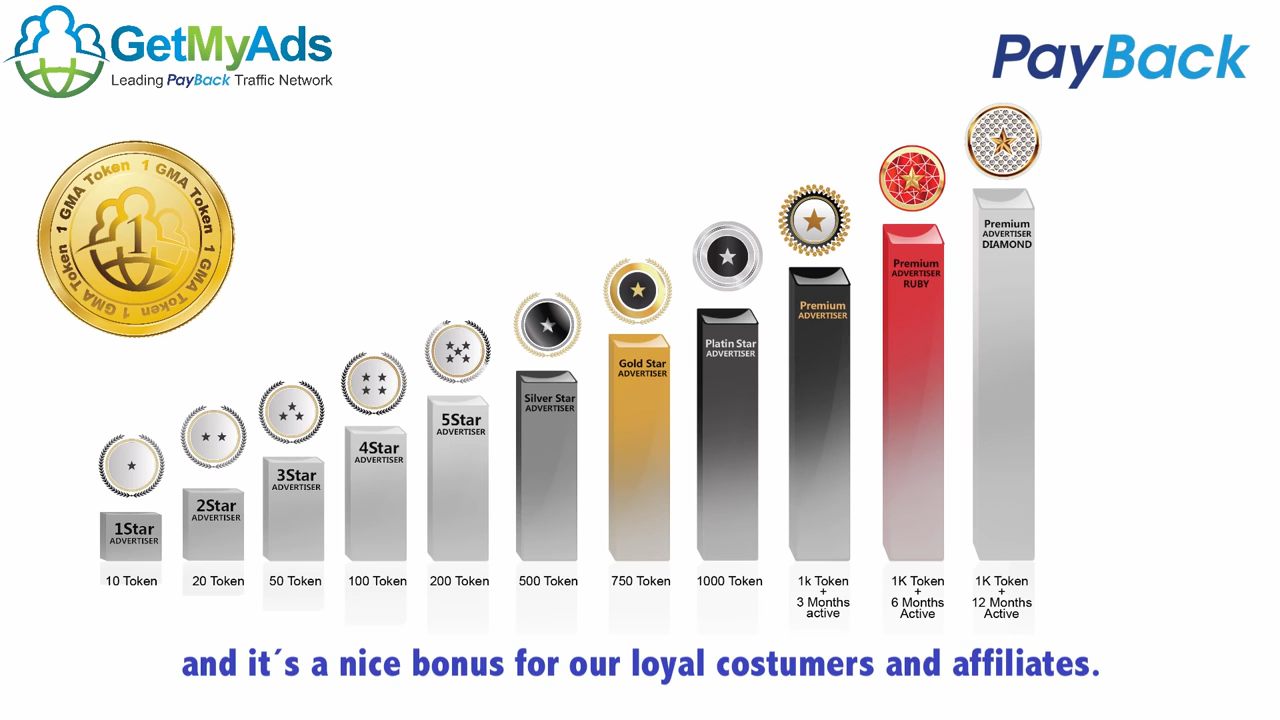 GetMyAds
Leading PayBack Traffic Network
PayBack
1 GMA Token 1 GMA Token 1 GMA Token 1 GMA Token
1
1Star
ADVERTISER
10 Token
2Star
ADVERTISER
20 Token
3Star
ADVERTISER
50 Token
4Star
ADVERTISER
100 Token
5Star
ADVERTISER
200 Token
Silver Star
ADVERTISER
500 Token
Gold Star
ADVERTISER
750 Token
Platin Star
ADVERTISER
1000 Token
Premium
ADVERTISER
1k Token
+
3 Months
active
Premium
ADVERTISER
RUBY
1K Token
+
6 Months
Active
Premium
ADVERTISER
DIAMOND
1K Token
+
12 Months
Active
and it´s a nice bonus for our loyal costumers and affiliates.